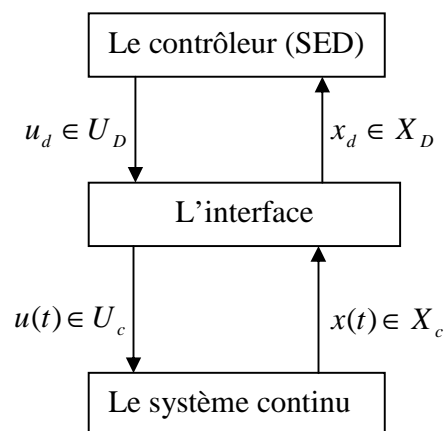 Le contrôleur (SED)
u_d ∈ U_D
x_d ∈ X_D
L’interface
u(t) ∈ U_c
x(t) ∈ X_c
Le système continu